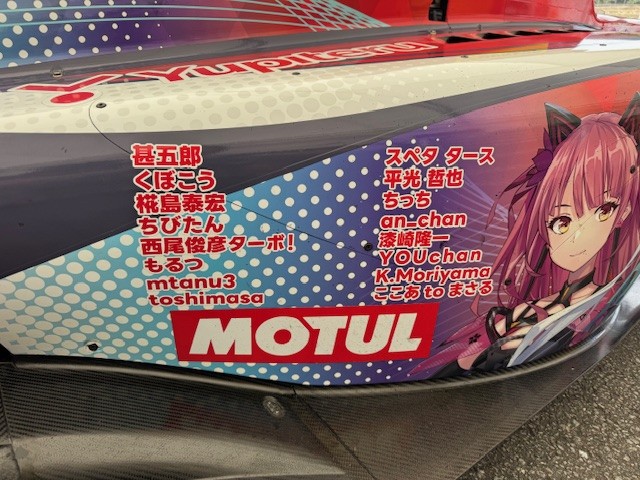 甚五郎
くぼこう
椛島泰宏
ちびたん
西尾俊彦ターボ!
もるつ
mtanu3
toshimasa
スペタ タース
平光 哲也
ちっち
an_chan
漆崎隆一
YOUchan
K.Moriyama
ここあ to まさる
MOTUL